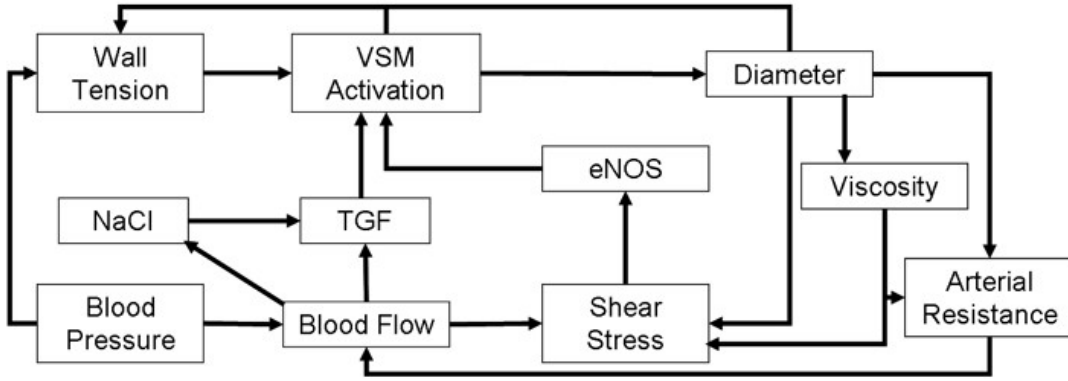 Wall
Tension
VSM
Activation
Diameter
eNOS
Viscosity
NaCl
TGF
Blood
Pressure
Blood Flow
Shear
Stress
Arterial
Resistance